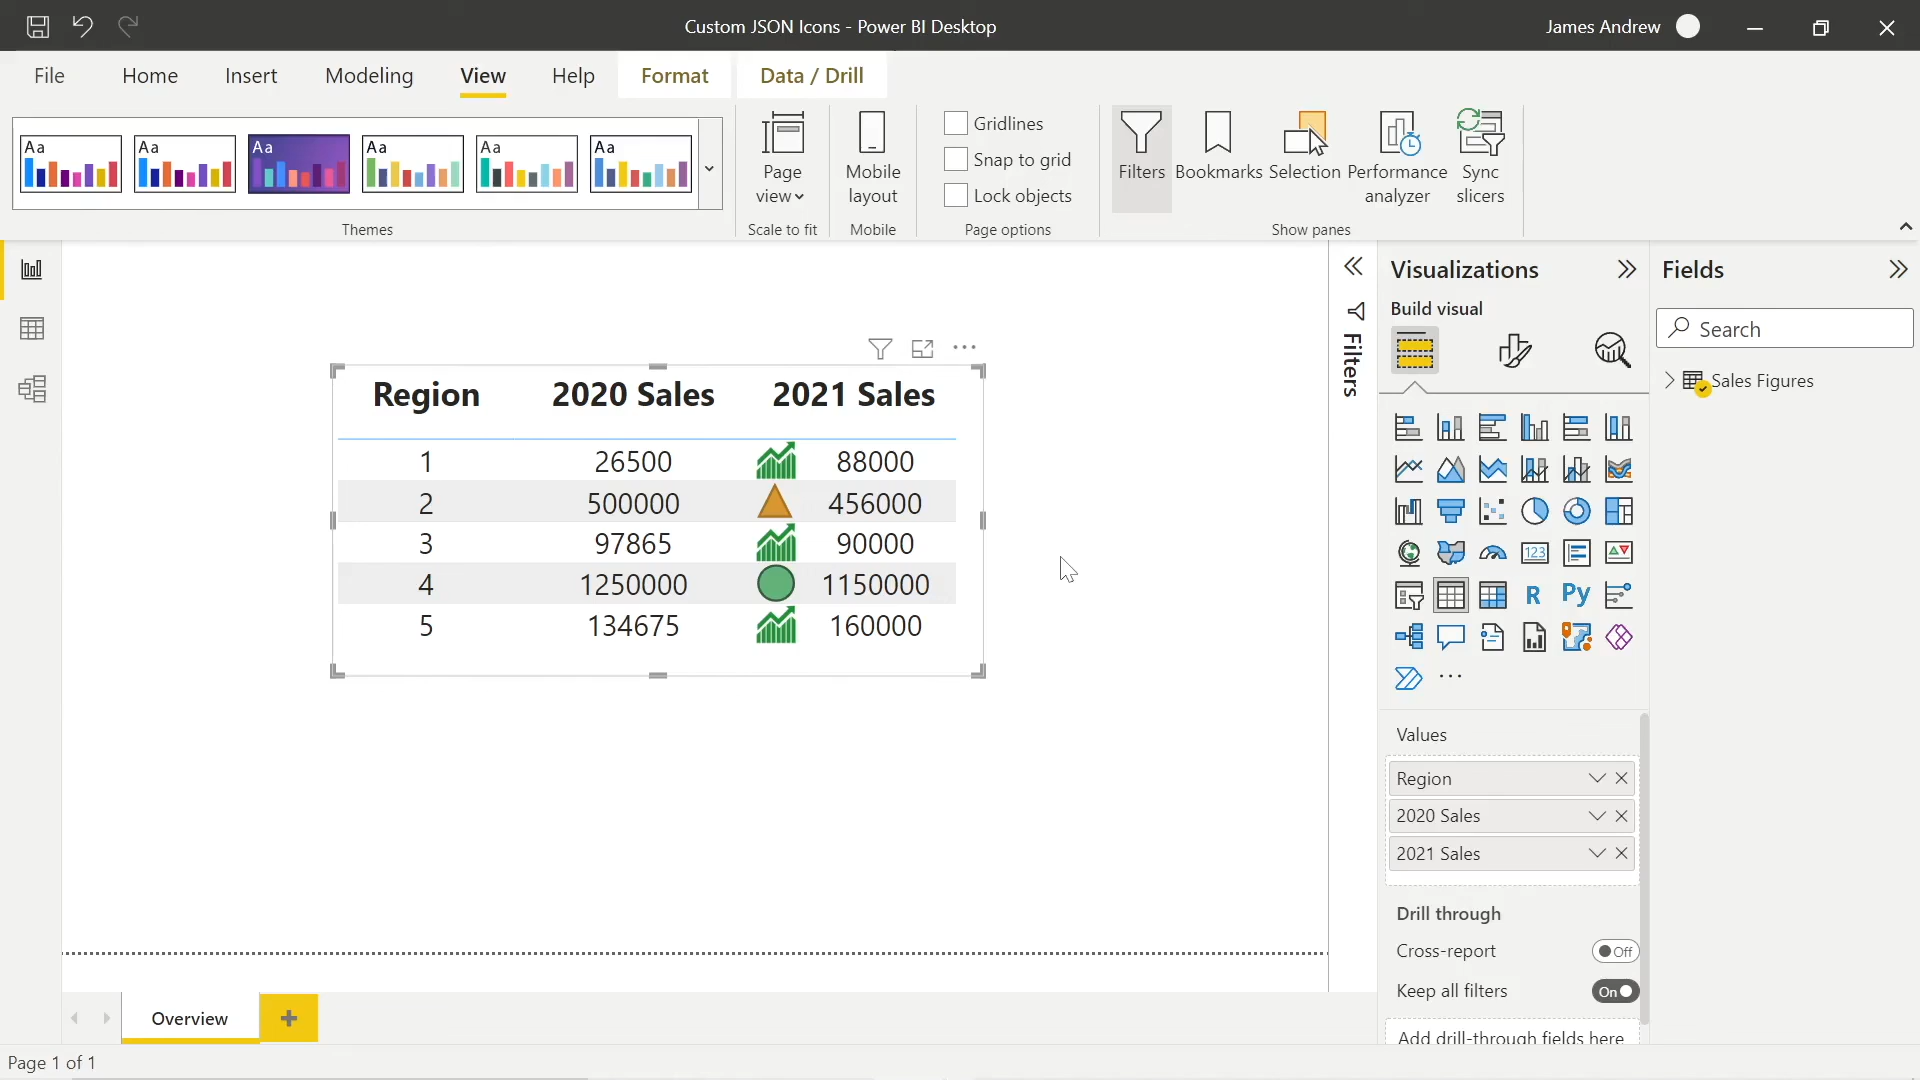 Custom JSON Icons - Power BI Desktop
James Andrew
File Home Insert Modeling View Help Format Data / Drill
Aa Aa Aa Aa Aa Aa
Page view
Mobile layout
Gridlines
Snap to grid
Lock objects
Filters
Bookmarks
Selection
Performance analyzer
Sync slicers
Themes
Scale to fit
Mobile
Page options
Show panes
Region 2020 Sales 2021 Sales
1 26500 88000
2 500000 456000
3 97865 90000
4 1250000 1150000
5 134675 160000
Filters
Visualizations
Build visual
123
R
Py
Values
Region
2020 Sales
2021 Sales
Drill through
Cross-report Off
Keep all filters On
Add drill-through fields here
Fields
Search
Sales Figures
Overview
Page 1 of 1